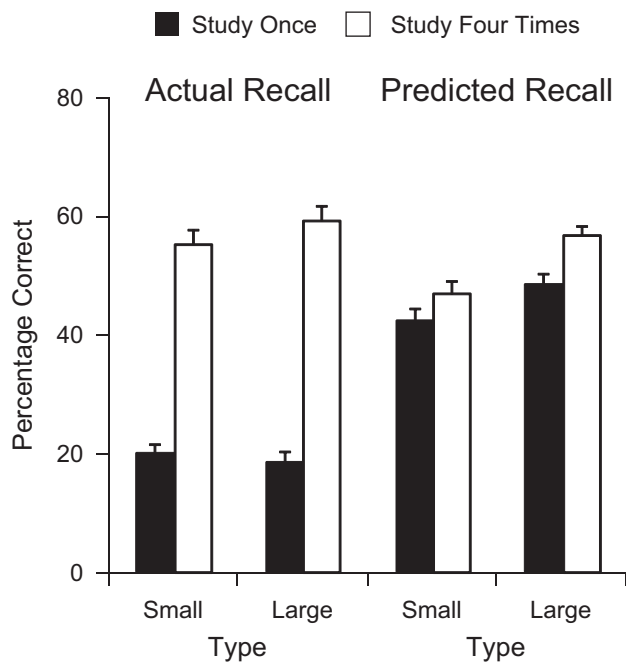 Study Once Study Four Times
Actual Recall Predicted Recall
80
60
40
20
0
Percentage Correct
Small Large Small Large
Type Type